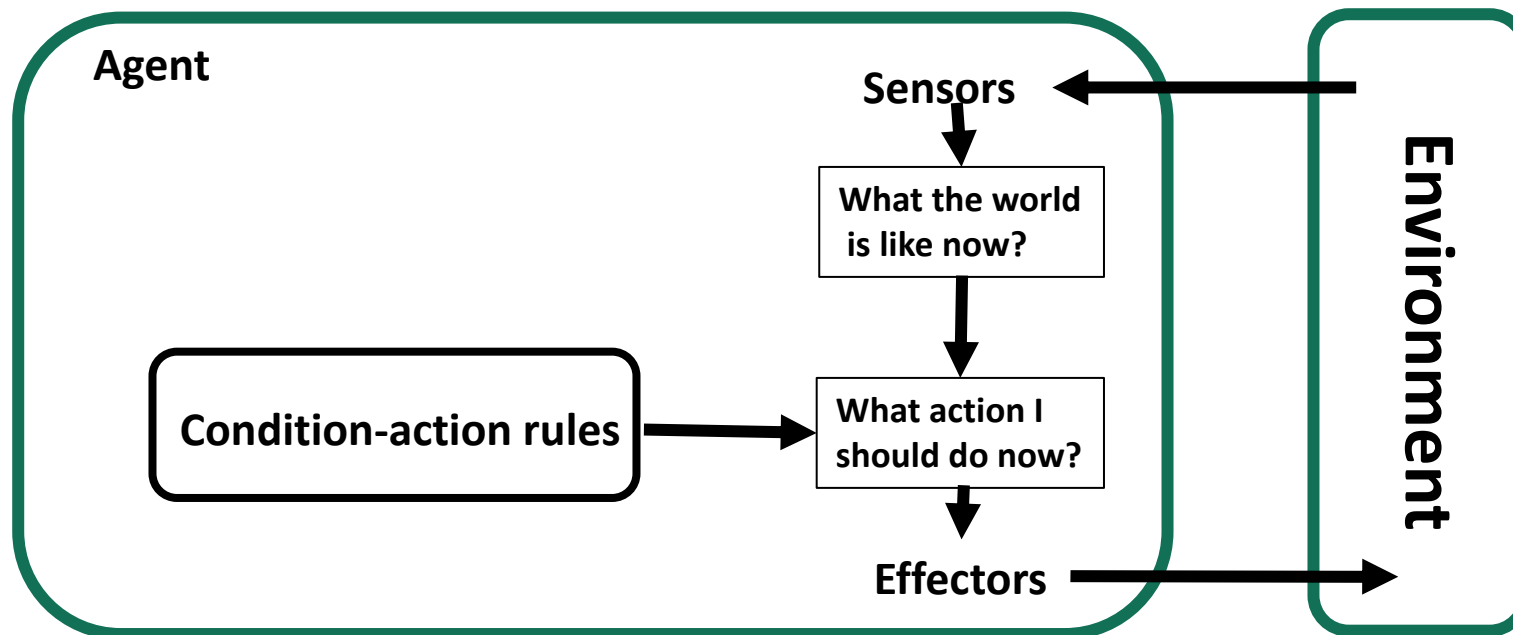 Agent
Sensors
What the world
is like now?
Condition-action rules
What action I
should do now?
Effectors
Environment